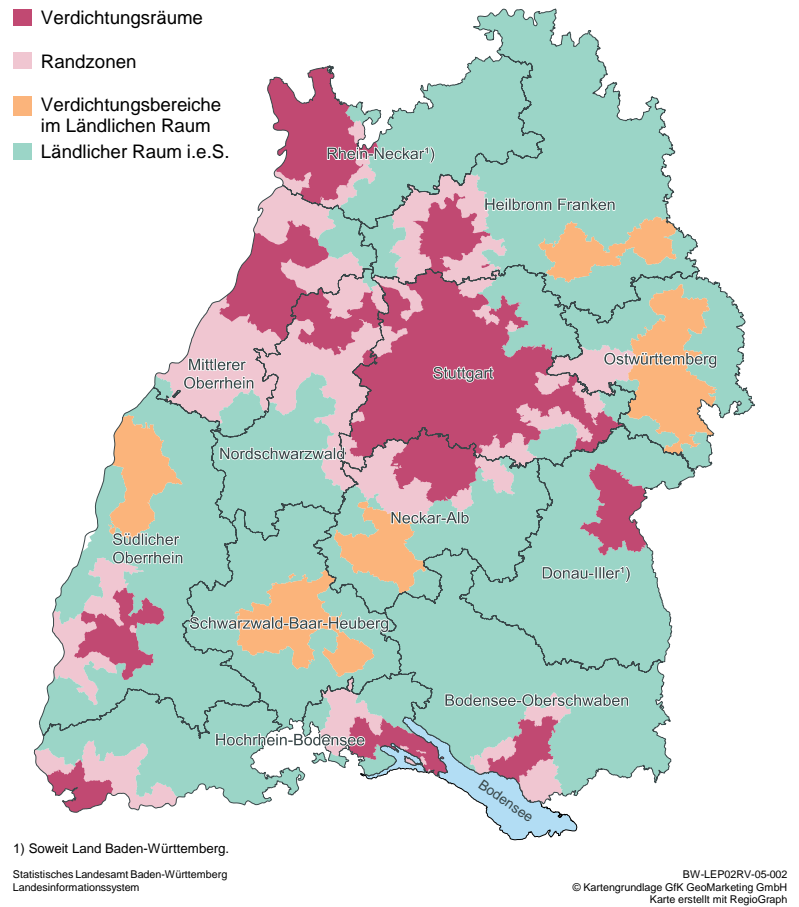 Verdichtungsräume
Randzonen
Verdichtungsbereiche
im Ländlichen Raum
Ländlicher Raum i.e.S.
Rhein-Neckar¹)
Heilbronn Franken
Mittlerer
Oberrhein
Stuttgart
Ostwürttemberg
Nordschwarzwald
Neckar-Alb
Südlicher
Oberrhein
Donau-Iller¹)
Schwarzwald-Baar-Heuberg
Bodensee-Oberschwaben
Hochrhein-Bodensee
Bodensee
1) Soweit Land Baden-Württemberg.
Statistisches Landesamt Baden-Württemberg
Landesinformationssystem
BW-LEP02RV-05-002
© Kartengrundlage GfK GeoMarketing GmbH
Karte erstellt mit RegioGraph